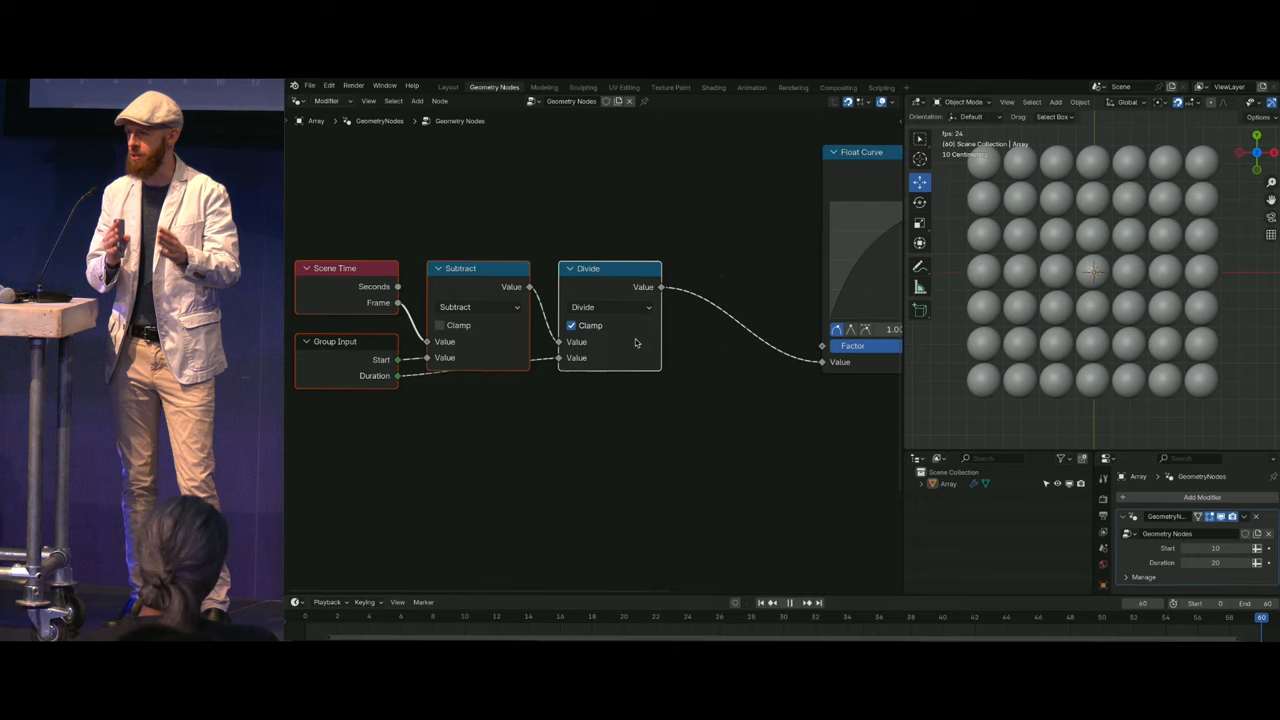 File Edit Render Window Help Layout Geometry Nodes Modeling Sculpting UV Editing Texture Paint Shading Animation Rendering Compositing Scripting Scene ViewLayer
Modifier View Select Add Node Geometry Nodes
Object Mode View Select Add Object Global
Array GeometryNodes Geometry Nodes
Orientation: Default Drag: Select Box Options
fps: 24
(60) Scene Collection | Array
10 Centimeters
Float Curve
Scene Time
Seconds
Frame
Group Input
Start
Duration
Subtract
Value
Subtract
Clamp
Value
Value
Divide
Value
Divide
Clamp
Value
Value
1.00
Factor
Value
Search
Scene Collection
Array
Search
Array GeometryNodes
Add Modifier
GeometryN...
Geometry Nodes
Start 10
Duration 20
Manage
Playback Keying View Marker 60 Start 0 End 60
0 2 4 6 8 10 12 14 16 18 20 22 24 26 28 30 32 34 36 38 40 42 44 46 48 50 52 54 56 58 60